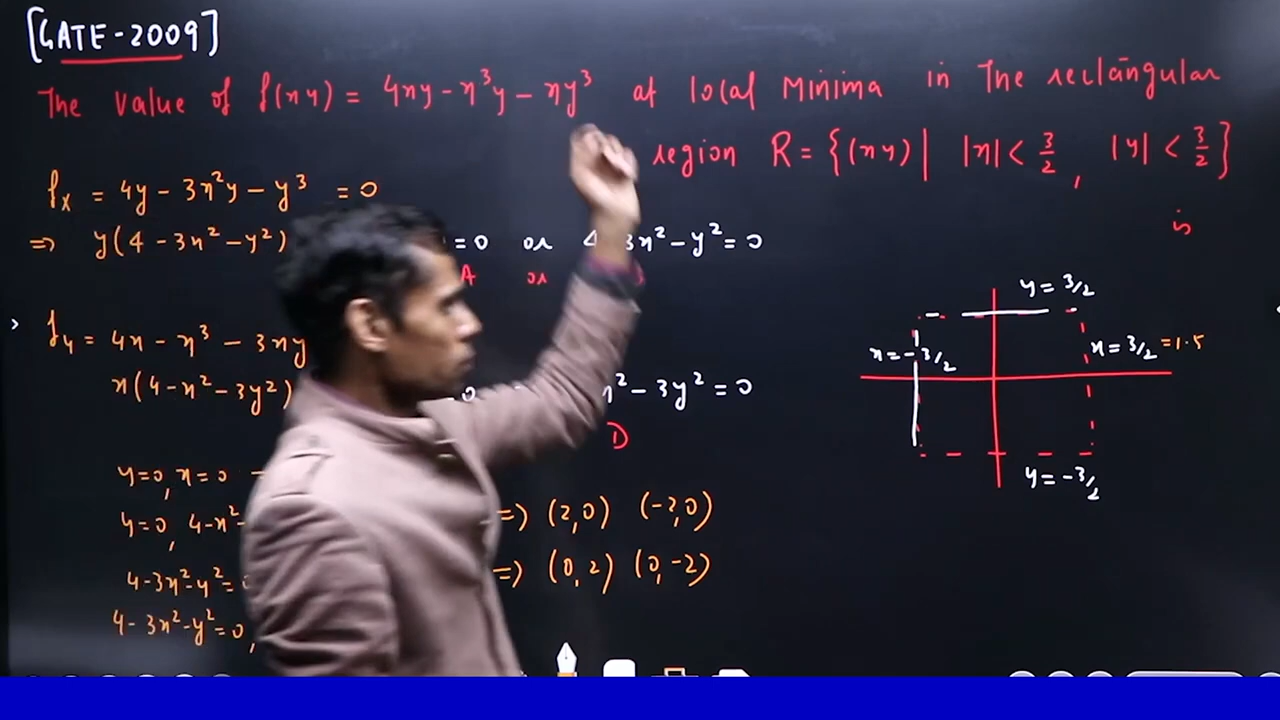 [GATE-2009]
The value of f(xy) = 4xy - x³y - xy³ at local Minima in The rectangular
region R = {(xy) | |x| < 3/2, |y| < 3/2}
is
fx = 4y - 3x²y - y³ = 0
⇒ y(4 - 3x² - y²) =0 or 4 3x² - y² = 0
A or
fy = 4x - x³ - 3xy
x(4 - x² - 3y²) x² - 3y² = 0
D
y=0, x=0
y=0, 4-x²- ⇒ (2,0) (-2,0)
4-3x²-y²= ⇒ (0,2) (0,-2)
4-3x²-y²=0,
y = 3/2
x = -3/2
x = 3/2 = 1.5
y = -3/2